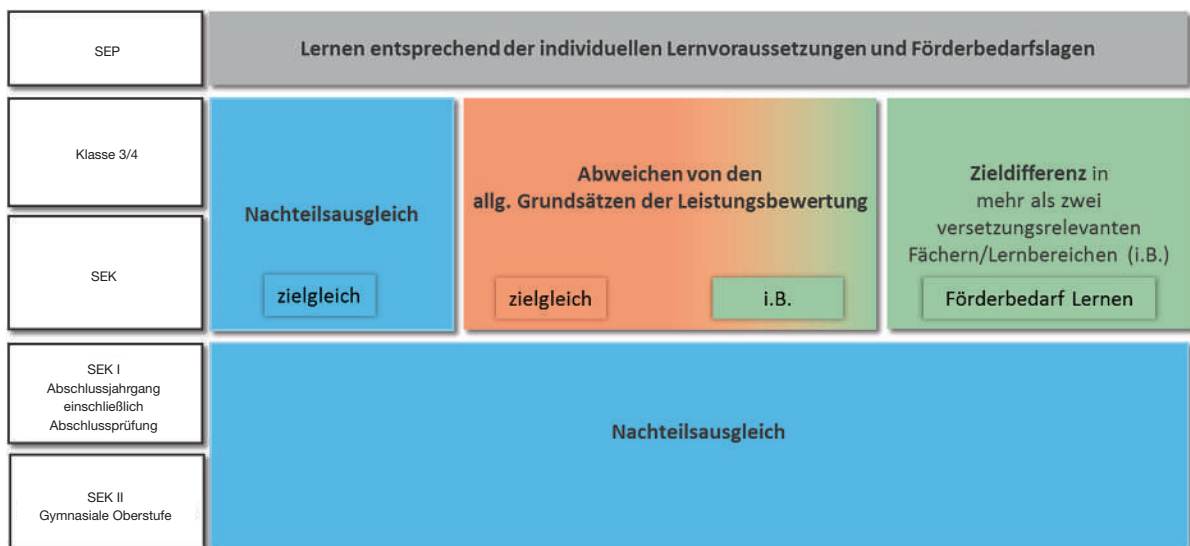 SEP
Lernen entsprechend der individuellen Lernvoraussetzungen und Förderbedarfslagen
Klasse 3/4
SEK
Nachteilsausgleich
zielgleich
Abweichen von den
allg. Grundsätzen der Leistungsbewertung
zielgleich
i.B.
Zieldifferenz in
mehr als zwei
versetzungsrelevanten
Fächern/Lernbereichen (i.B.)
Förderbedarf Lernen
SEK I
Abschlussjahrgang
einschließlich
Abschlussprüfung
SEK II
Gymnasiale Oberstufe
Nachteilsausgleich